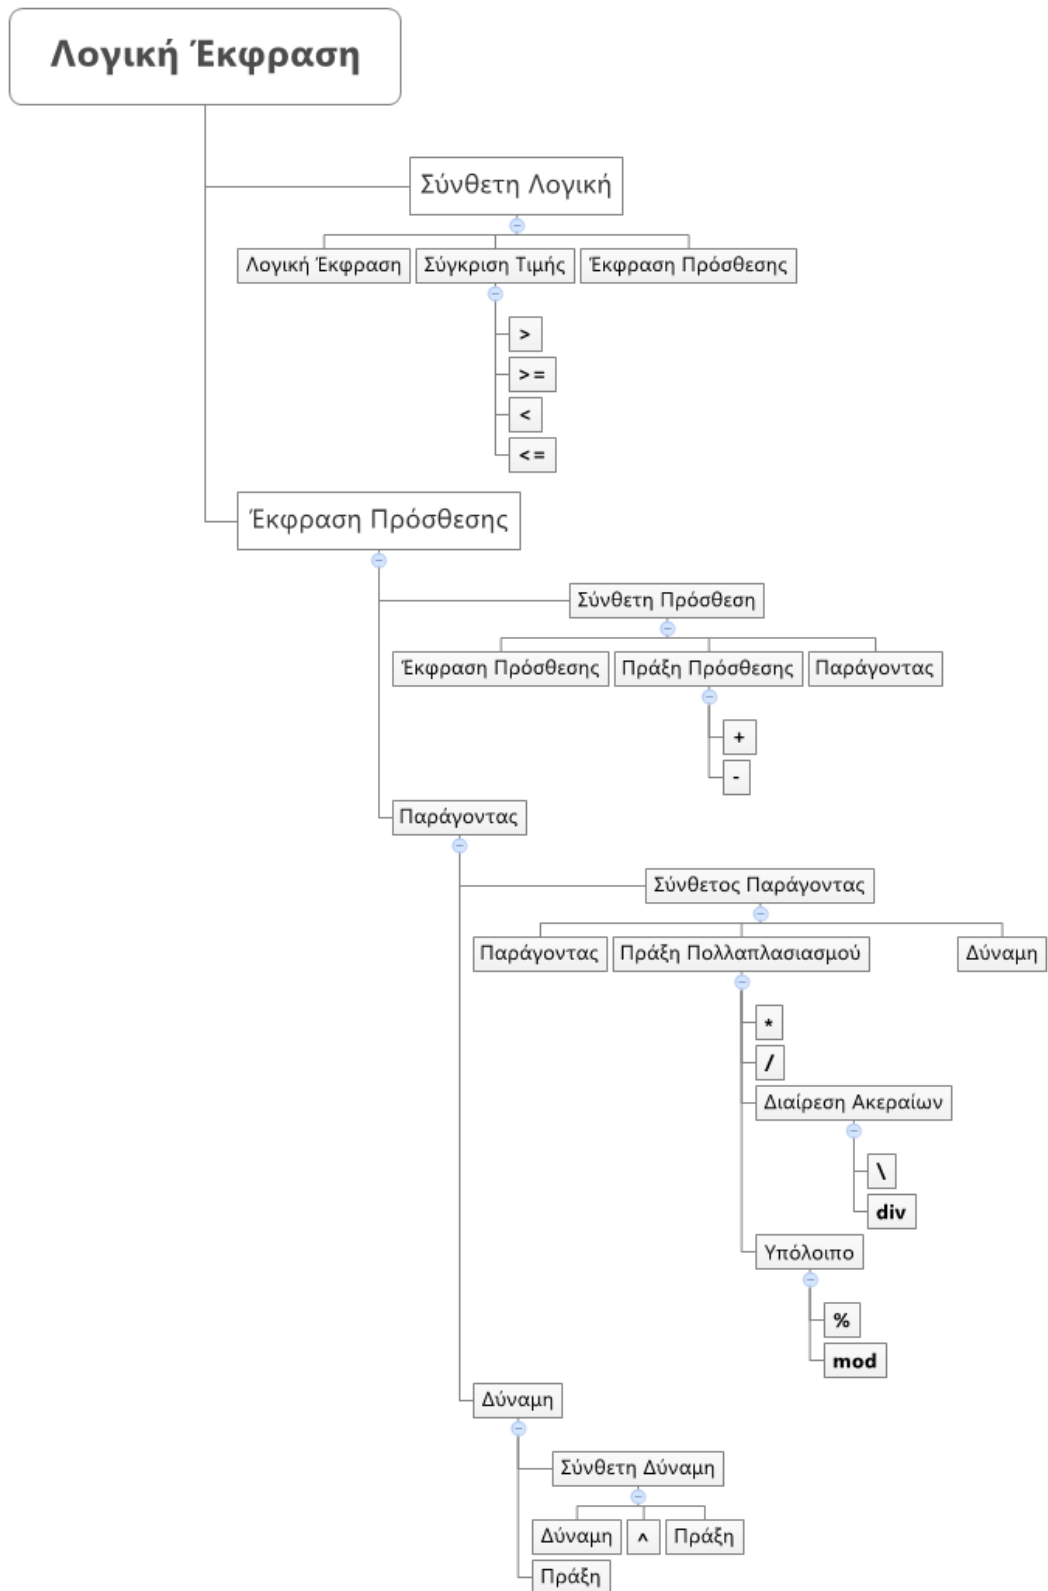 Λογική Έκφραση
Σύνθετη Λογική
Λογική Έκφραση Σύγκριση Τιμής Έκφραση Πρόσθεσης
>
>=
<
<=
Έκφραση Πρόσθεσης
Σύνθετη Πρόσθεση
Έκφραση Πρόσθεσης Πράξη Πρόσθεσης Παράγοντας
+
-
Παράγοντας
Σύνθετος Παράγοντας
Παράγοντας Πράξη Πολλαπλασιασμού Δύναμη
*
/
Διαίρεση Ακεραίων
\
div
Υπόλοιπο
%
mod
Δύναμη
Σύνθετη Δύναμη
Δύναμη ^ Πράξη
Πράξη